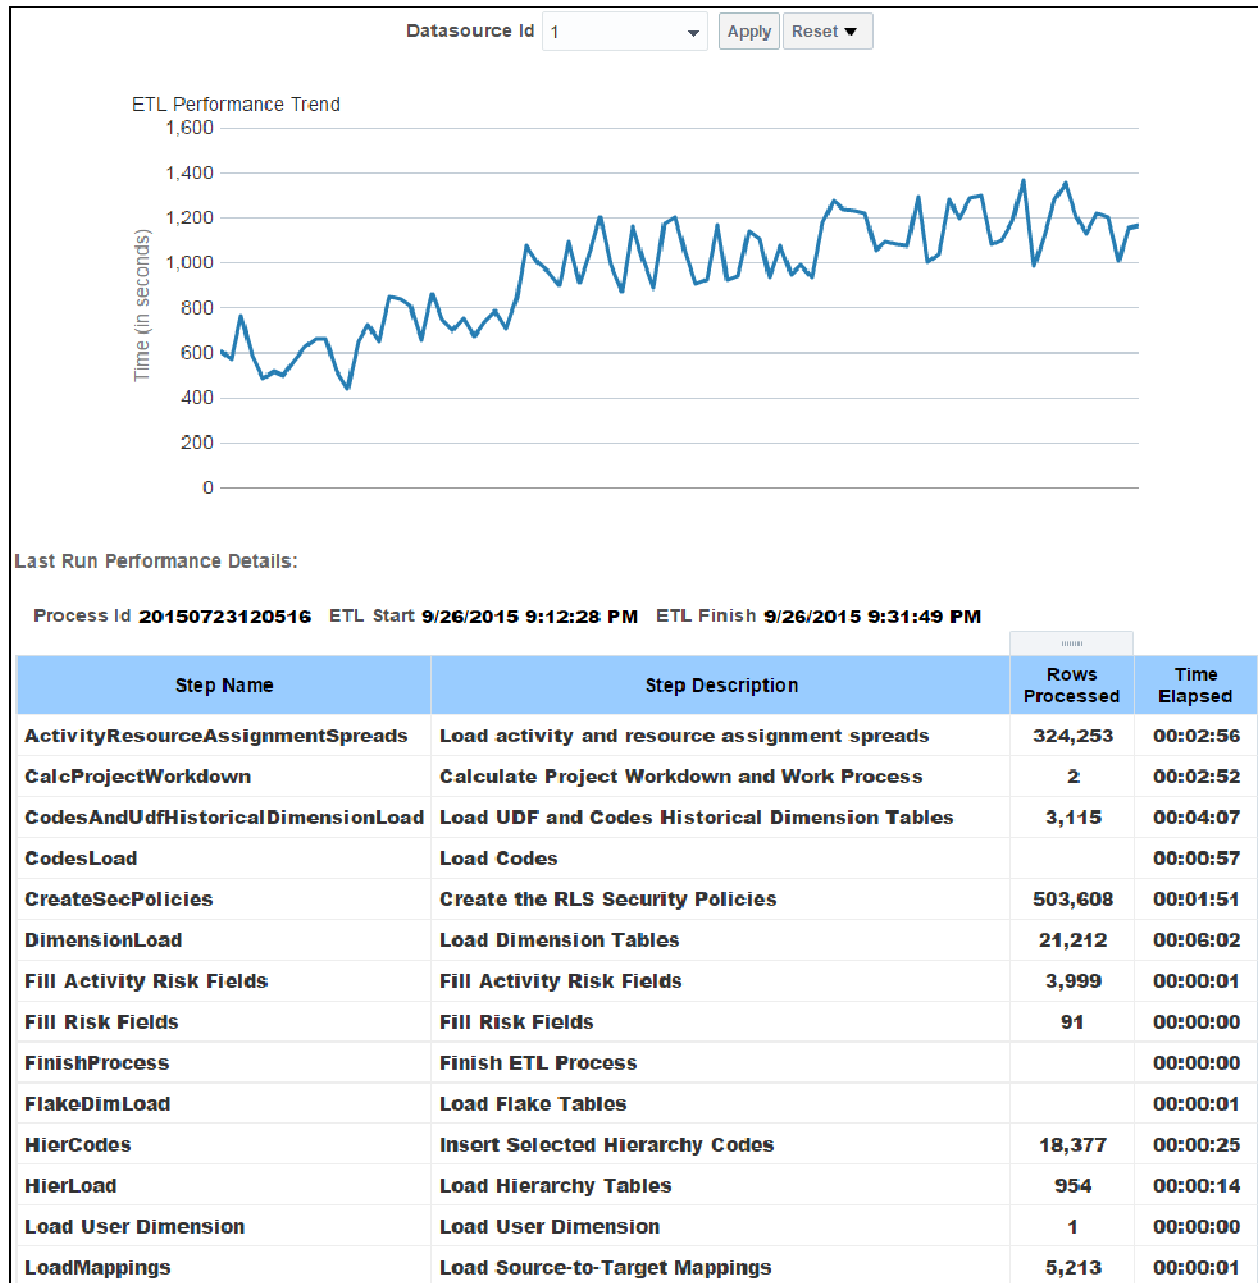 Datasource Id 1 Apply Reset
ETL Performance Trend
1,600
1,400
1,200
1,000
800
600
400
200
0
Time (in seconds)
Last Run Performance Details:
Process Id 20150723120516 ETL Start 9/26/2015 9:12:28 PM ETL Finish 9/26/2015 9:31:49 PM
Step Name Step Description Rows Processed Time Elapsed
ActivityResourceAssignmentSpreads Load activity and resource assignment spreads 324,253 00:02:56
CalcProjectWorkdown Calculate Project Workdown and Work Process 2 00:02:52
CodesAndUdfHistoricalDimensionLoad Load UDF and Codes Historical Dimension Tables 3,115 00:04:07
CodesLoad Load Codes 00:00:57
CreateSecPolicies Create the RLS Security Policies 503,608 00:01:51
DimensionLoad Load Dimension Tables 21,212 00:06:02
Fill Activity Risk Fields Fill Activity Risk Fields 3,999 00:00:01
Fill Risk Fields Fill Risk Fields 91 00:00:00
FinishProcess Finish ETL Process 00:00:00
FlakeDimLoad Load Flake Tables 00:00:01
HierCodes Insert Selected Hierarchy Codes 18,377 00:00:25
HierLoad Load Hierarchy Tables 954 00:00:14
Load User Dimension Load User Dimension 1 00:00:00
LoadMappings Load Source-to-Target Mappings 5,213 00:00:01